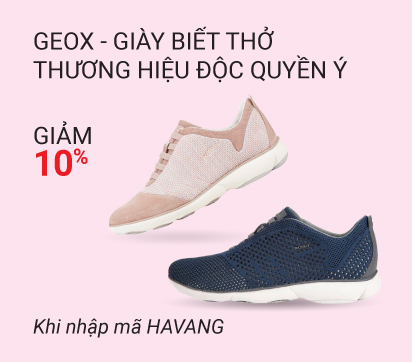 GEOX - GIÀY BIẾT THỞ
THƯƠNG HIỆU ĐỘC QUYỀN Ý
GIẢM
10%
Khi nhập mã HAVANG